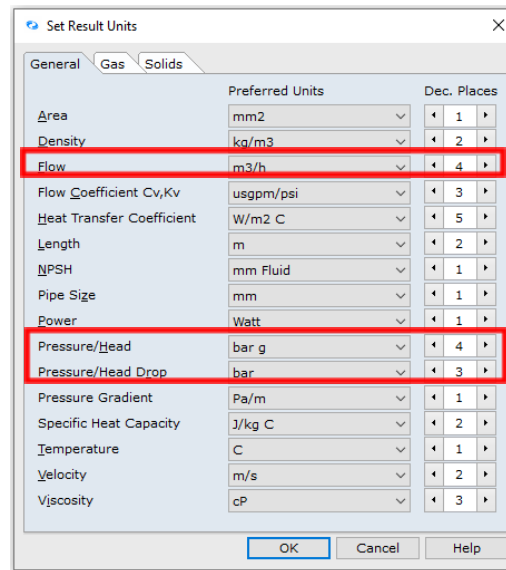 Set Result Units
General Gas Solids
Preferred Units Dec. Places
Area mm2 1
Density kg/m3 2
Flow m3/h 4
Flow Coefficient Cv,Kv usgpm/psi 3
Heat Transfer Coefficient W/m2 C 5
Length m 2
NPSH mm Fluid 1
Pipe Size mm 1
Power Watt 1
Pressure/Head bar g 4
Pressure/Head Drop bar 3
Pressure Gradient Pa/m 1
Specific Heat Capacity J/kg C 2
Temperature C 1
Velocity m/s 2
Viscosity cP 3
OK Cancel Help